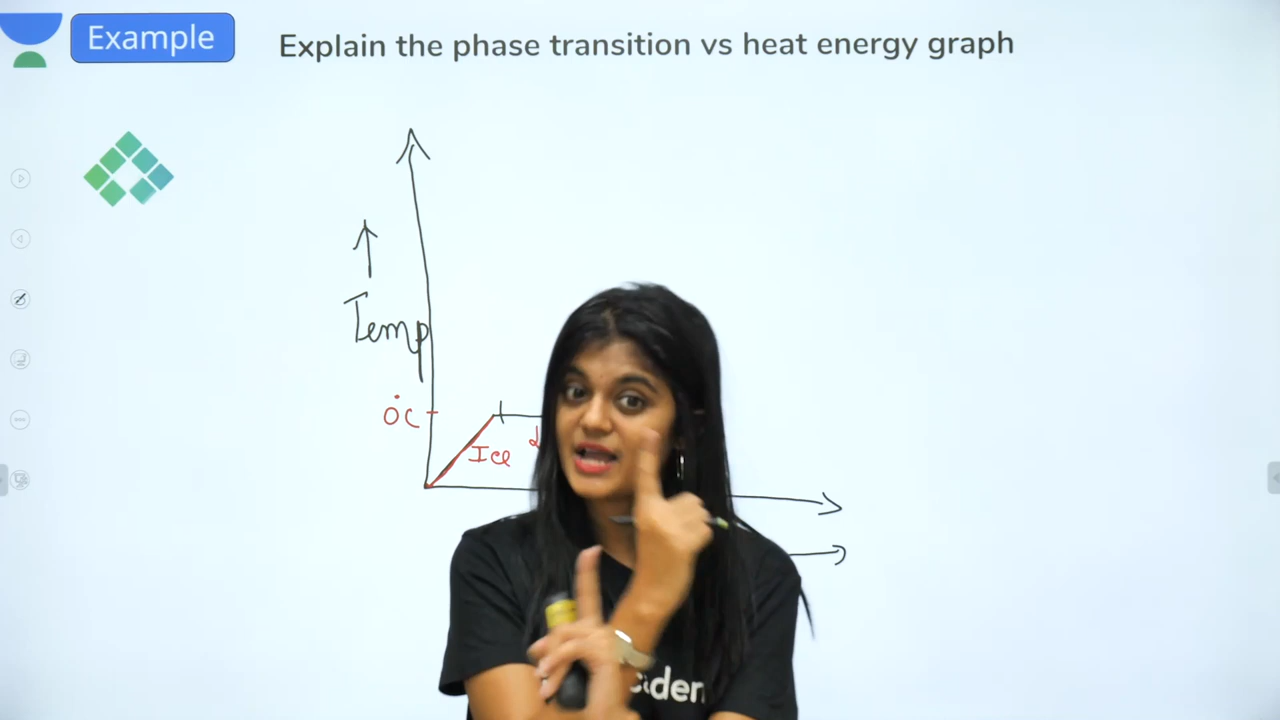 Example
Explain the phase transition vs heat energy graph
Temp
0°C
Ice